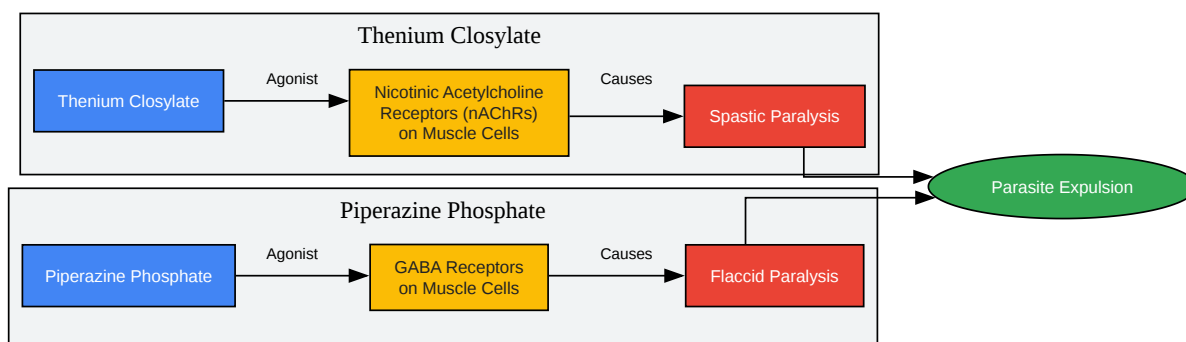 Thenium Closylate
Thenium Closylate
Agonist
Nicotinic Acetylcholine
Receptors (nAChRs)
on Muscle Cells
Causes
Spastic Paralysis
Parasite Expulsion
Piperazine Phosphate
Piperazine Phosphate
Agonist
GABA Receptors
on Muscle Cells
Causes
Flaccid Paralysis